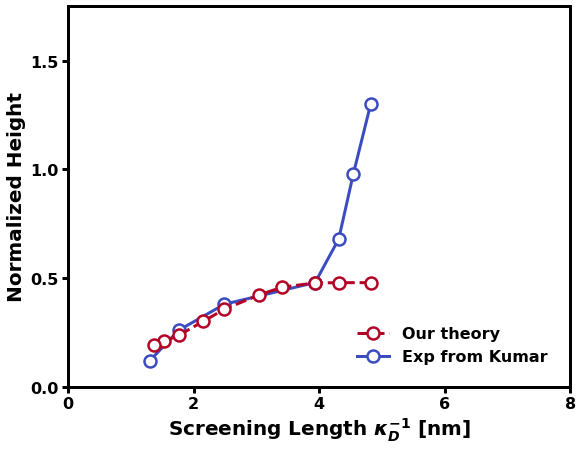 Normalized Height
1.5
1.0
0.5
0.0
0 2 4 6 8
Our theory
Exp from Kumar
Screening Length κ_D^{-1} [nm]